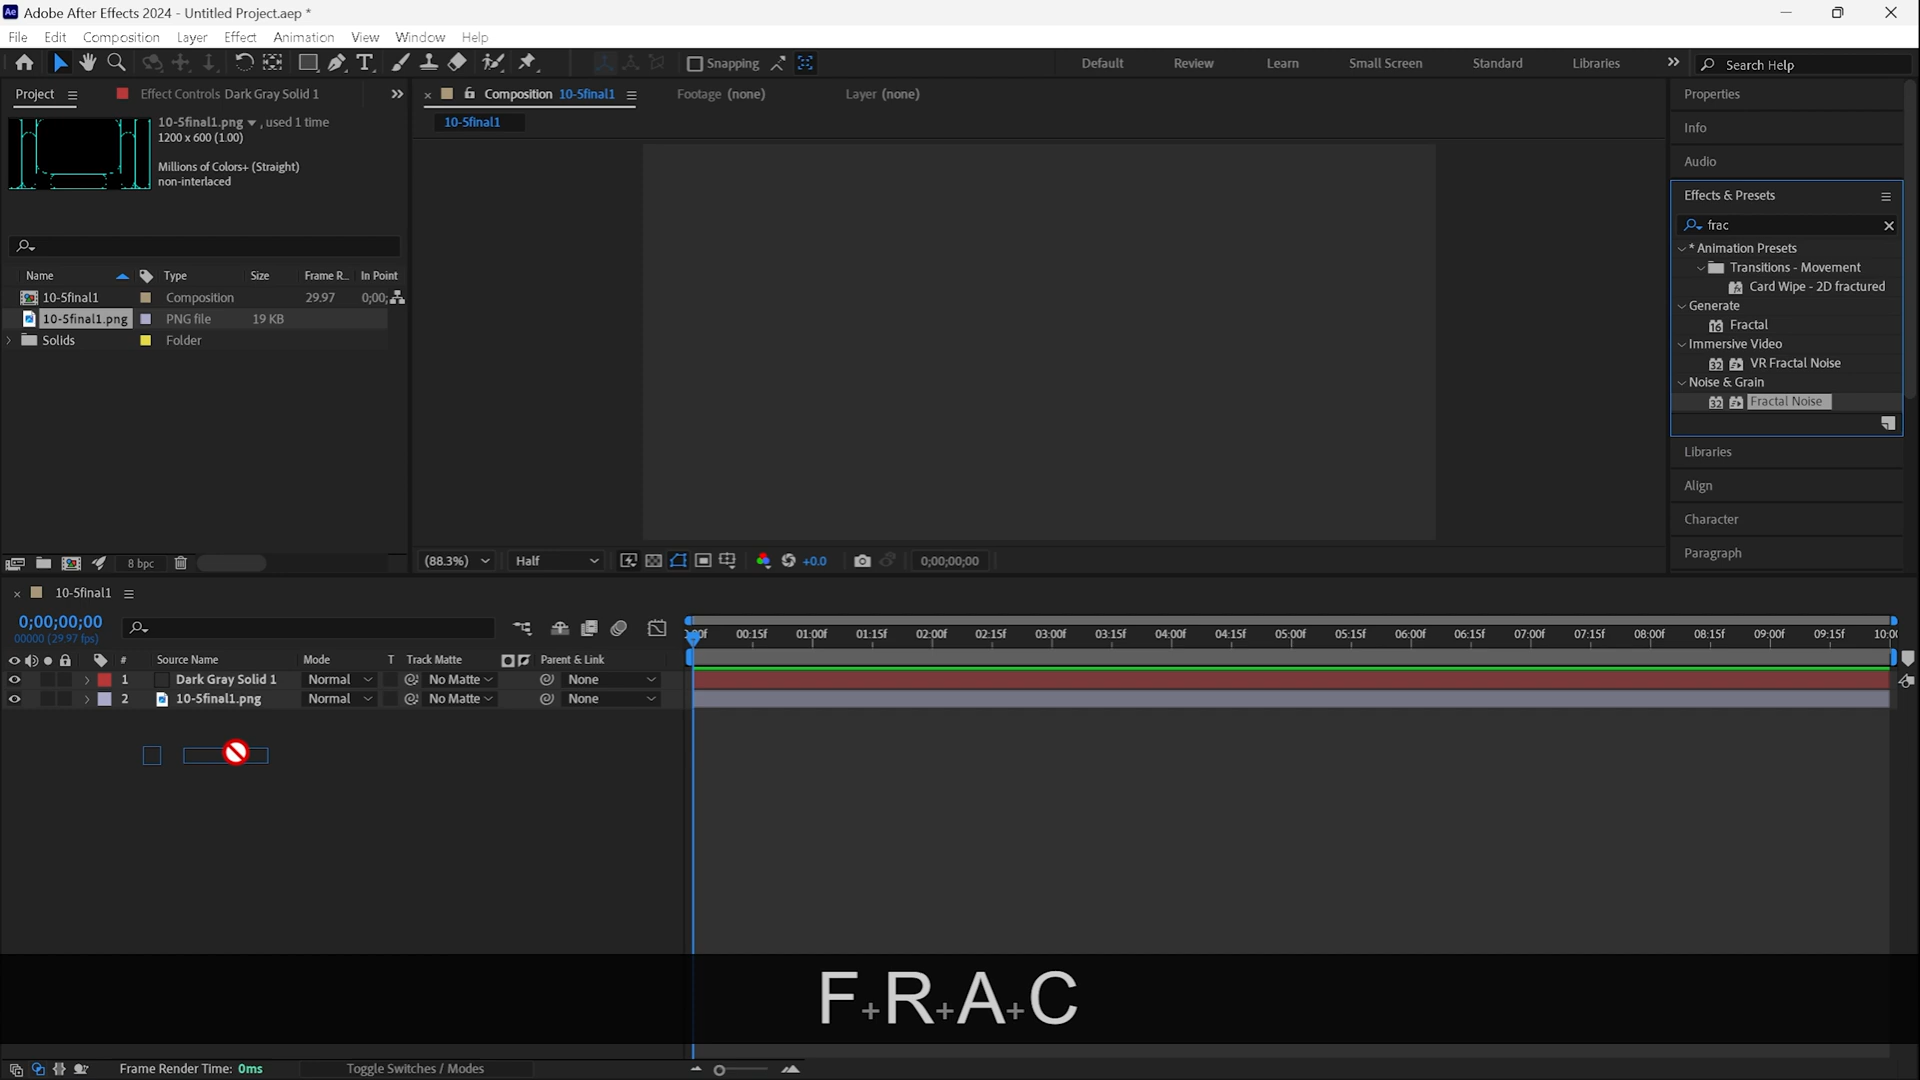 Adobe After Effects 2024 - Untitled Project.aep *
File Edit Composition Layer Effect Animation View Window Help
Snapping
Default Review Learn Small Screen Standard Libraries
Search Help
Project
Effect Controls Dark Gray Solid 1
Composition 10-5final1
Footage (none)
Layer (none)
10-5final1
10-5final1.png , used 1 time
1200 x 600 (1.00)
Millions of Colors+ (Straight)
non-interlaced
Name Type Size Frame R... In Point
10-5final1 Composition 29.97 0;00;
10-5final1.png PNG file 19 KB
Solids Folder
8 bpc
(88.3%) Half +0.0 0;00;00;00
Properties
Info
Audio
Effects & Presets
frac
* Animation Presets
Transitions - Movement
Card Wipe - 2D fractured
Generate
16 Fractal
Immersive Video
32 VR Fractal Noise
Noise & Grain
32 Fractal Noise
Libraries
Align
Character
Paragraph
10-5final1
0;00;00;00
00000 (29.97 fps)
:00f 00:15f 01:00f 01:15f 02:00f 02:15f 03:00f 03:15f 04:00f 04:15f 05:00f 05:15f 06:00f 06:15f 07:00f 07:15f 08:00f 08:15f 09:00f 09:15f 10:0
# Source Name Mode T Track Matte Parent & Link
1 Dark Gray Solid 1 Normal No Matte None
2 10-5final1.png Normal No Matte None
F+R+A+C
Frame Render Time: 0ms Toggle Switches / Modes